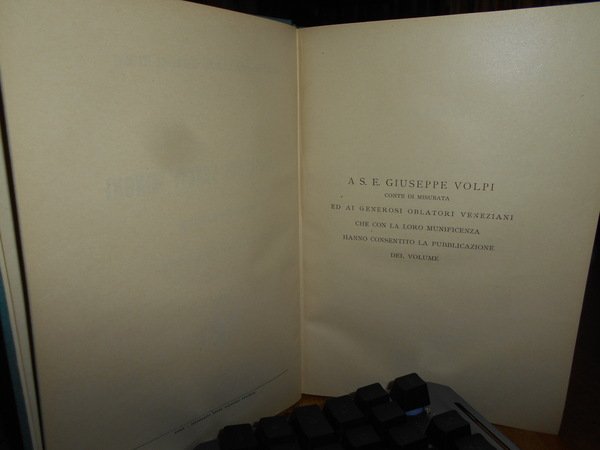 A S. E. GIUSEPPE VOLPI
CONTE DI MISURATA
ED AI GENEROSI OBLATORI VENEZIANI
CHE CON LA LORO MUNIFICENZA
HANNO CONSENTITO LA PUBBLICAZIONE
DEL VOLUME